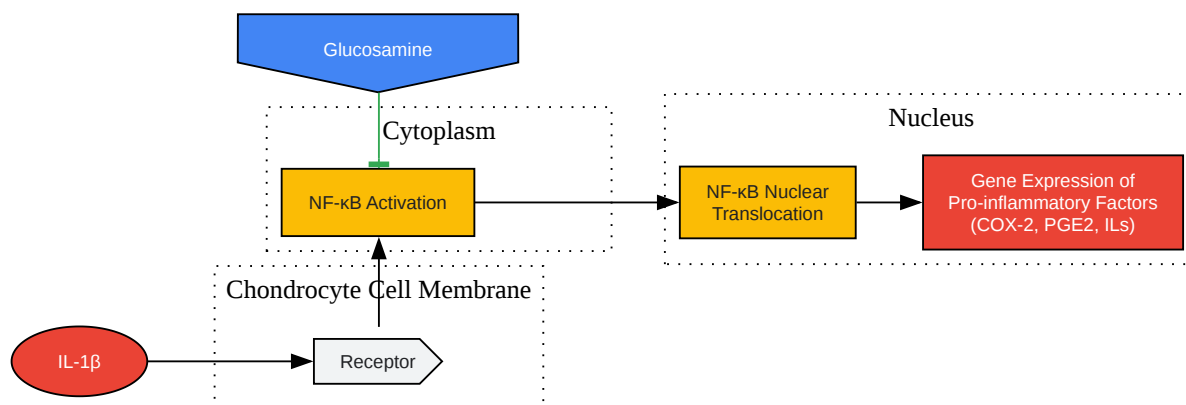 Glucosamine
Cytoplasm
Nucleus
NF-κB Activation
NF-κB Nuclear
Translocation
Gene Expression of
Pro-inflammatory Factors
(COX-2, PGE2, ILs)
Chondrocyte Cell Membrane
IL-1β
Receptor